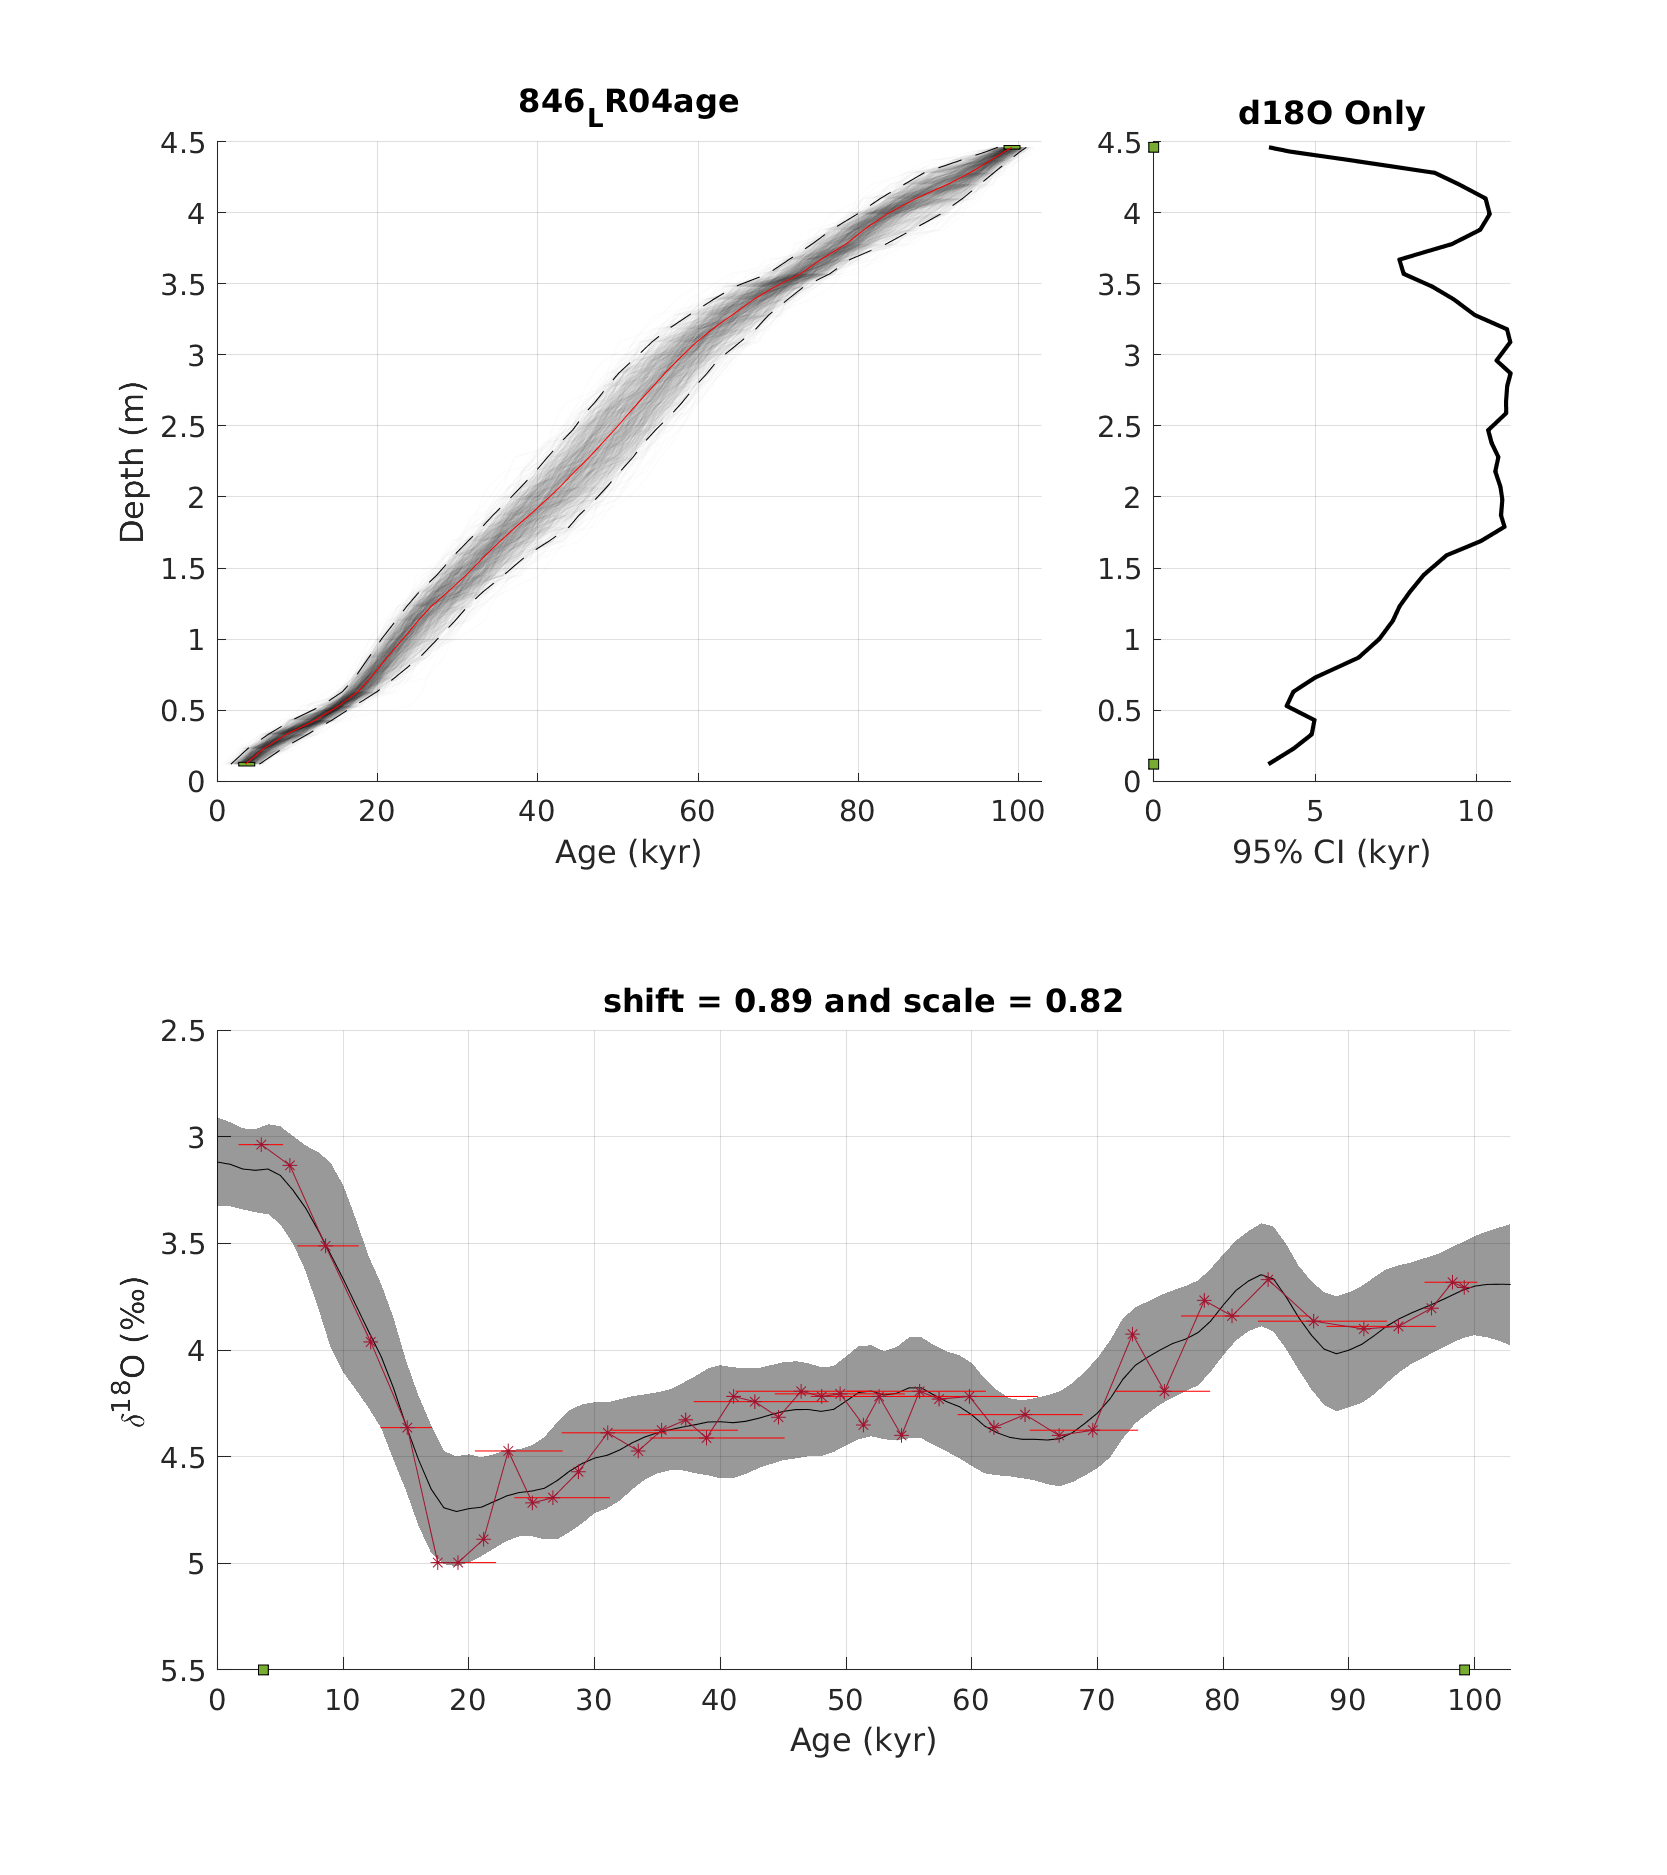 846LR04age
4.5
4
3.5
3
2.5
2
1.5
1
0.5
0
0 20 40 60 80 100
Depth (m)
Age (kyr)
d18O Only
4.5
4
3.5
3
2.5
2
1.5
1
0.5
0
0 5 10
95% CI (kyr)
shift = 0.89 and scale = 0.82
2.5
3
3.5
4
4.5
5
5.5
0 10 20 30 40 50 60 70 80 90 100
δ18O (‰)
Age (kyr)